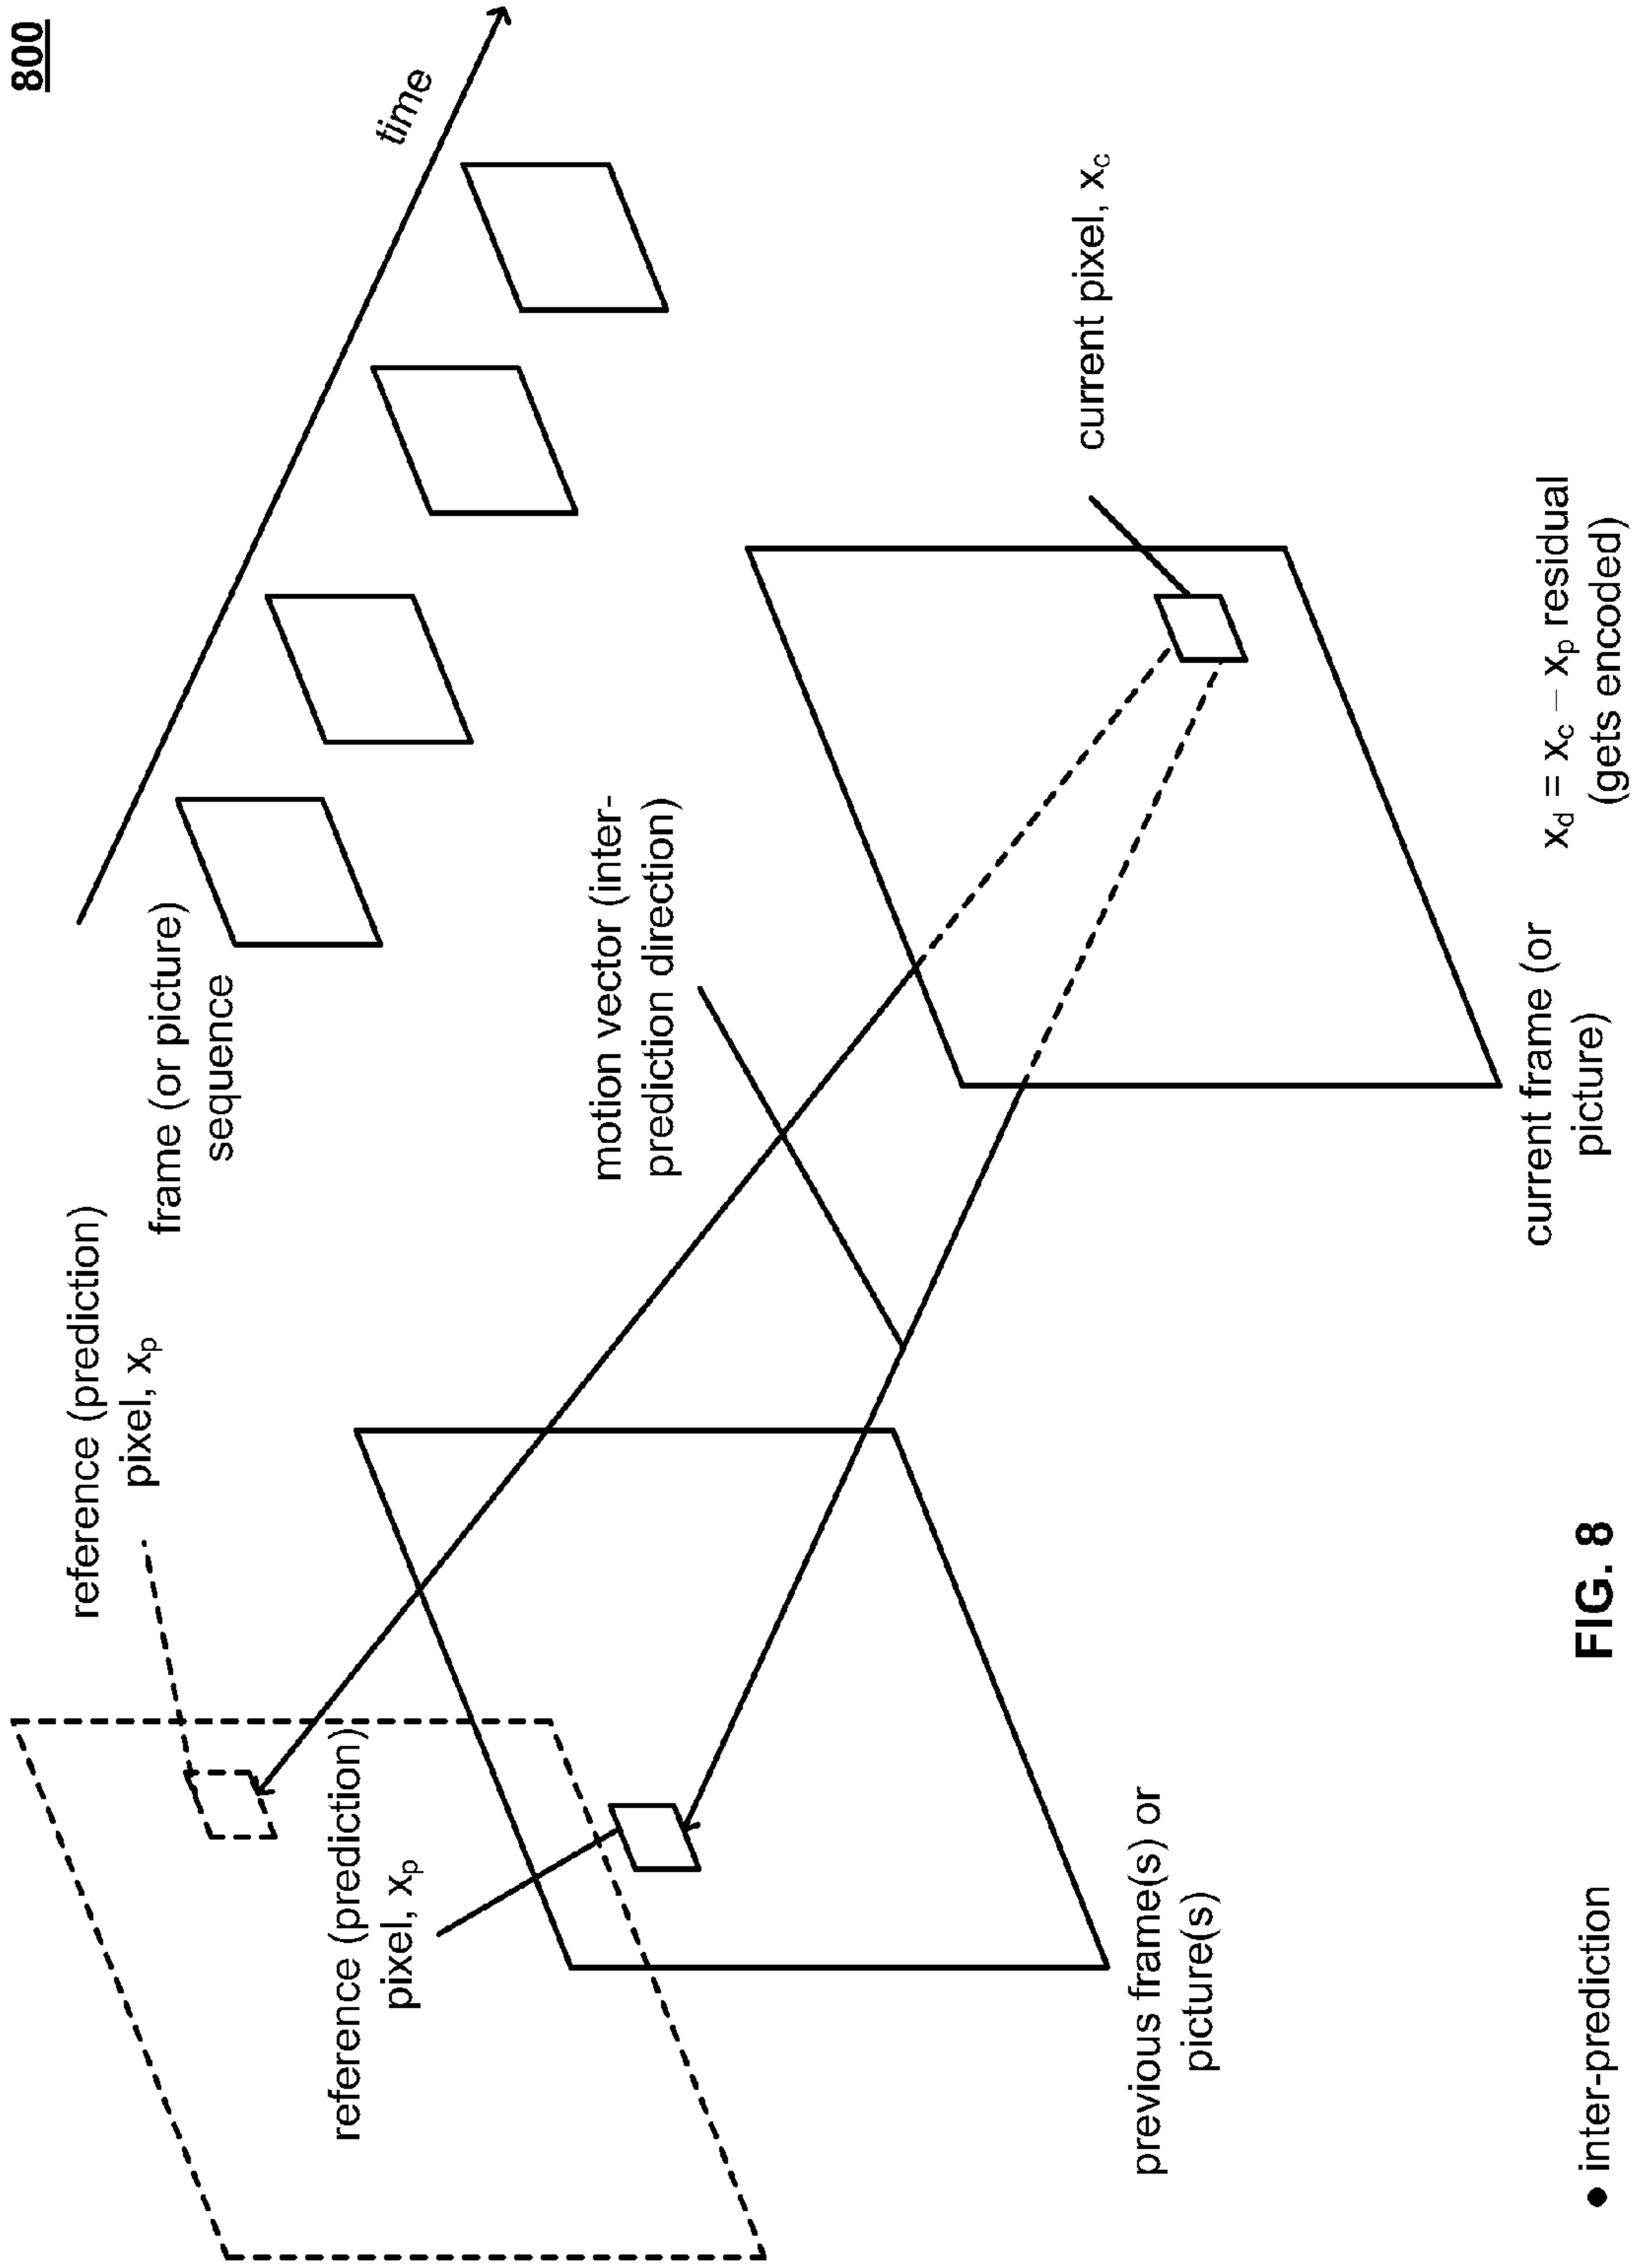 800
time
frame (or picture)
sequence
reference (prediction)
pixel, xp
reference (prediction)
pixel, xp
motion vector (inter-
prediction direction)
current pixel, xc
previous frame(s) or
picture(s)
current frame (or
picture)
xd = xc – xp residual
(gets encoded)
• inter-prediction
FIG. 8